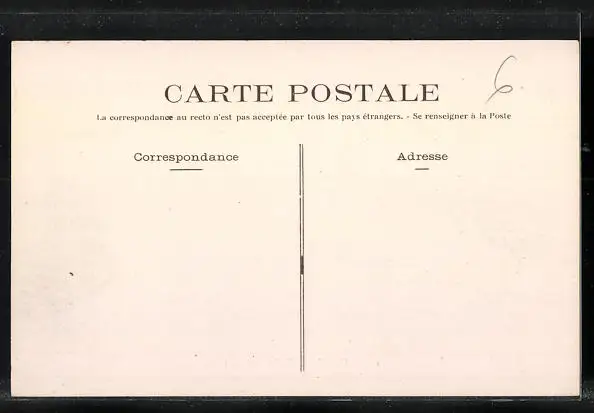 CARTE POSTALE
6
La correspondance au recto n'est pas acceptée par tous les pays étrangers. - Se renseigner à la Poste
Correspondance
Adresse